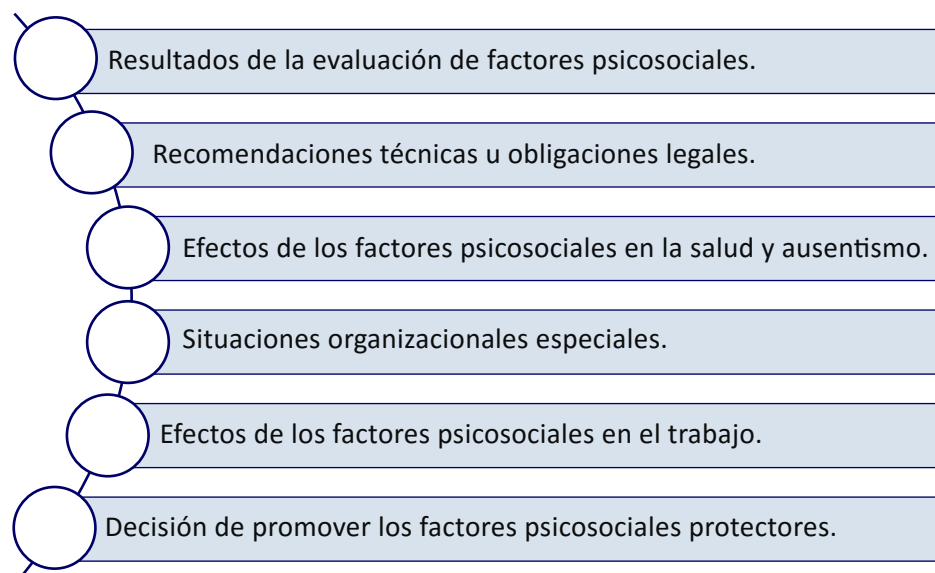 Resultados de la evaluación de factores psicosociales.
Recomendaciones técnicas u obligaciones legales.
Efectos de los factores psicosociales en la salud y ausentismo.
Situaciones organizacionales especiales.
Efectos de los factores psicosociales en el trabajo.
Decisión de promover los factores psicosociales protectores.